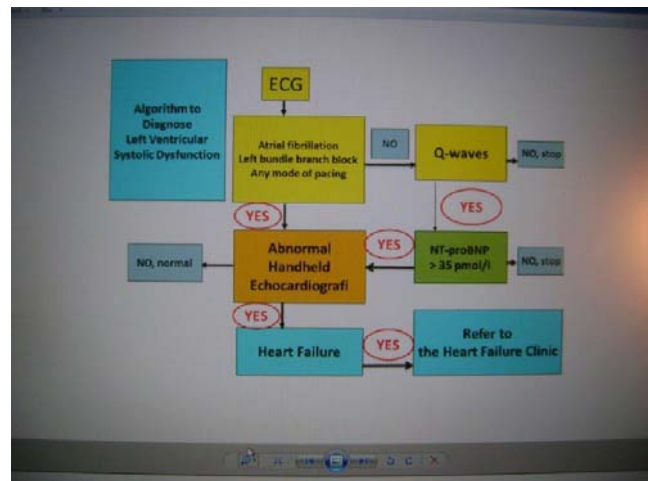 Algorithm to
Diagnose
Left Ventricular
Systolic Dysfunction
ECG
Atrial fibrillation
Left bundle branch block
Any mode of pacing
NO
Q-waves
NO, stop
YES
YES
NO, normal
Abnormal
Handheld
Echocardiografi
YES
NT-proBNP
> 35 pmol/l
NO, stop
YES
Heart Failure
YES
Refer to
the Heart Failure Clinic